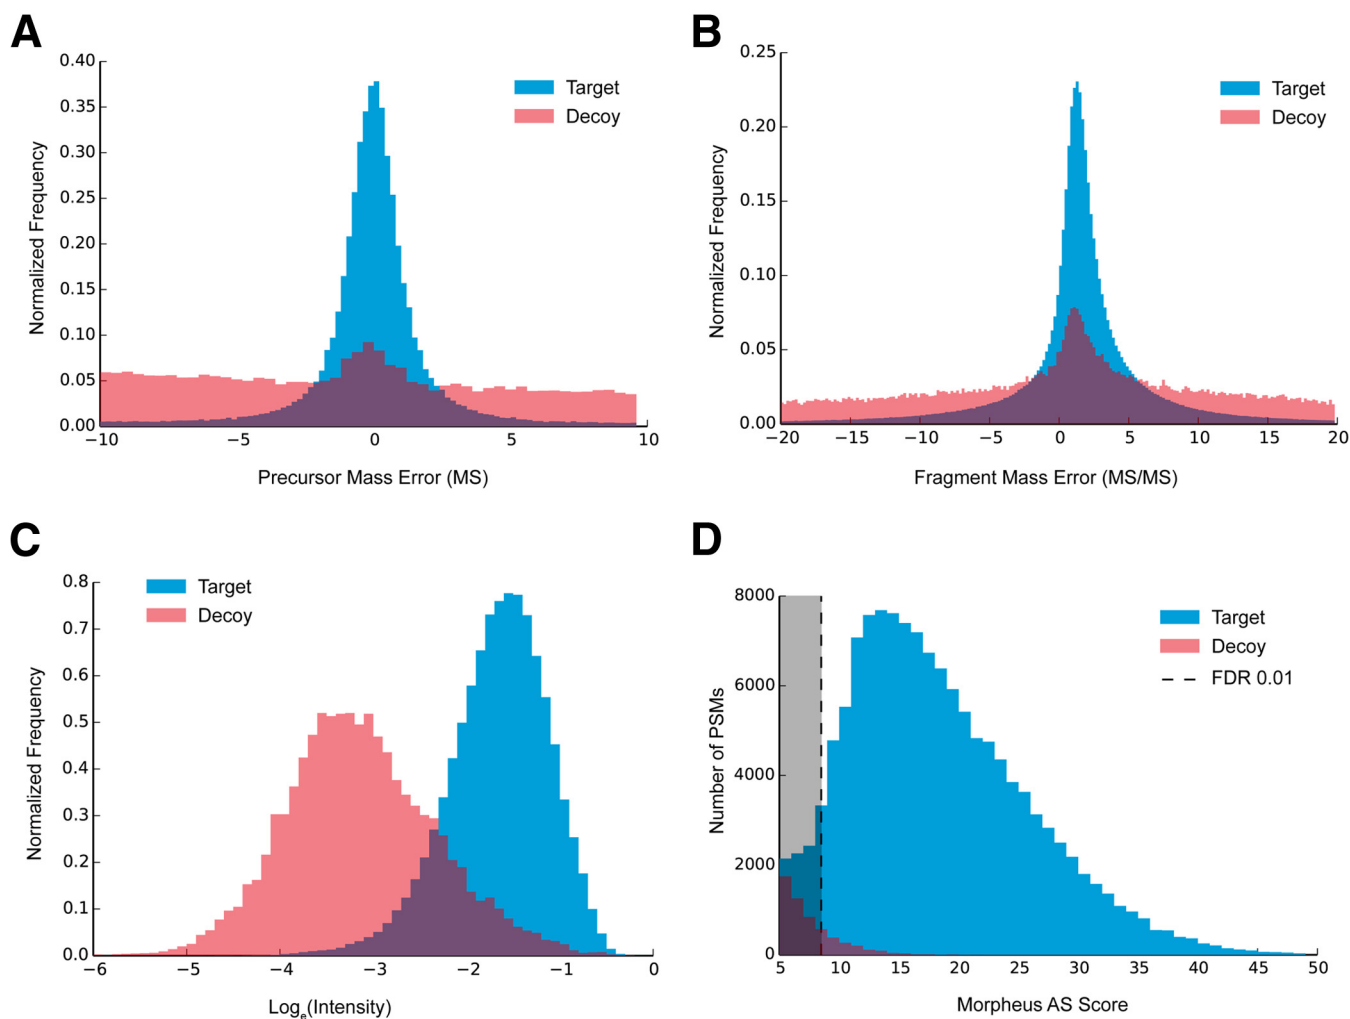 A
0.40
0.35
0.30
0.25
0.20
0.15
0.10
0.05
0.00
Normalized Frequency
Target
Decoy
−10
−5
0
5
10
Precursor Mass Error (MS)
B
0.25
0.20
0.15
0.10
0.05
0.00
Normalized Frequency
Target
Decoy
−20
−15
−10
−5
0
5
10
15
20
Fragment Mass Error (MS/MS)
C
0.8
0.7
0.6
0.5
0.4
0.3
0.2
0.1
0.0
Normalized Frequency
Target
Decoy
−6
−5
−4
−3
−2
−1
0
Logₑ(Intensity)
D
8000
6000
4000
2000
0
Number of PSMs
Target
Decoy
FDR 0.01
5
10
15
20
25
30
35
40
45
50
Morpheus AS Score